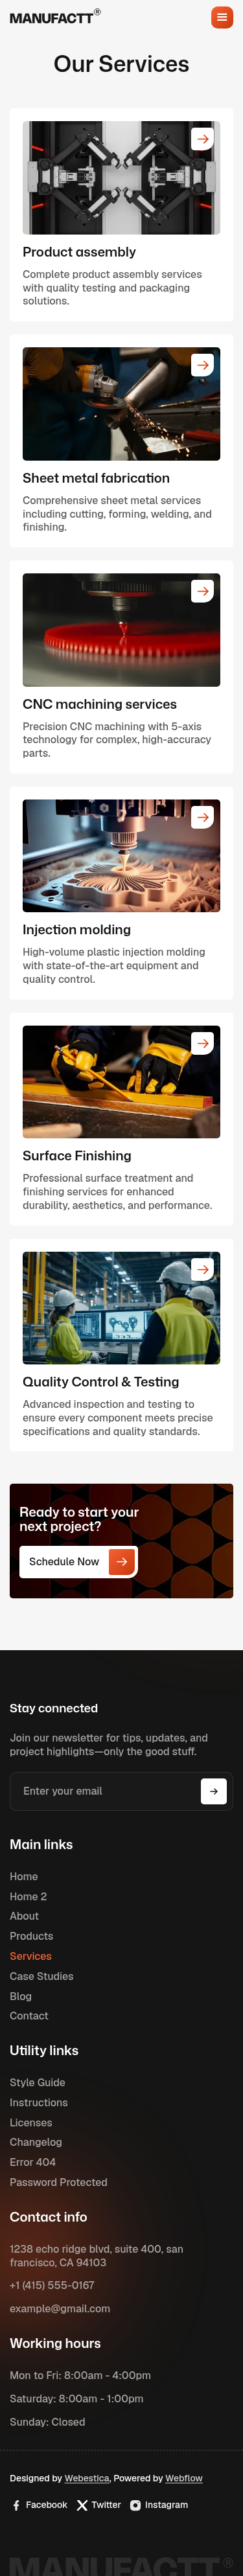 MANUFACTT®
Our Services
Product assembly
Complete product assembly services
with quality testing and packaging
solutions.
Sheet metal fabrication
Comprehensive sheet metal services
including cutting, forming, welding, and
finishing.
CNC machining services
Precision CNC machining with 5-axis
technology for complex, high-accuracy
parts.
Injection molding
High-volume plastic injection molding
with state-of-the-art equipment and
quality control.
Surface Finishing
Professional surface treatment and
finishing services for enhanced
durability, aesthetics, and performance.
Quality Control & Testing
Advanced inspection and testing to
ensure every component meets precise
specifications and quality standards.
Ready to start your
next project?
Schedule Now
Stay connected
Join our newsletter for tips, updates, and
project highlights—only the good stuff.
Enter your email
Main links
Home
Home 2
About
Products
Services
Case Studies
Blog
Contact
Utility links
Style Guide
Instructions
Licenses
Changelog
Error 404
Password Protected
Contact info
1238 echo ridge blvd, suite 400, san
francisco, CA 94103
+1 (415) 555-0167
example@gmail.com
Working hours
Mon to Fri: 8:00am - 4:00pm
Saturday: 8:00am - 1:00pm
Sunday: Closed
Designed by Webestica, Powered by Webflow
Facebook Twitter Instagram
MANUFACTT®